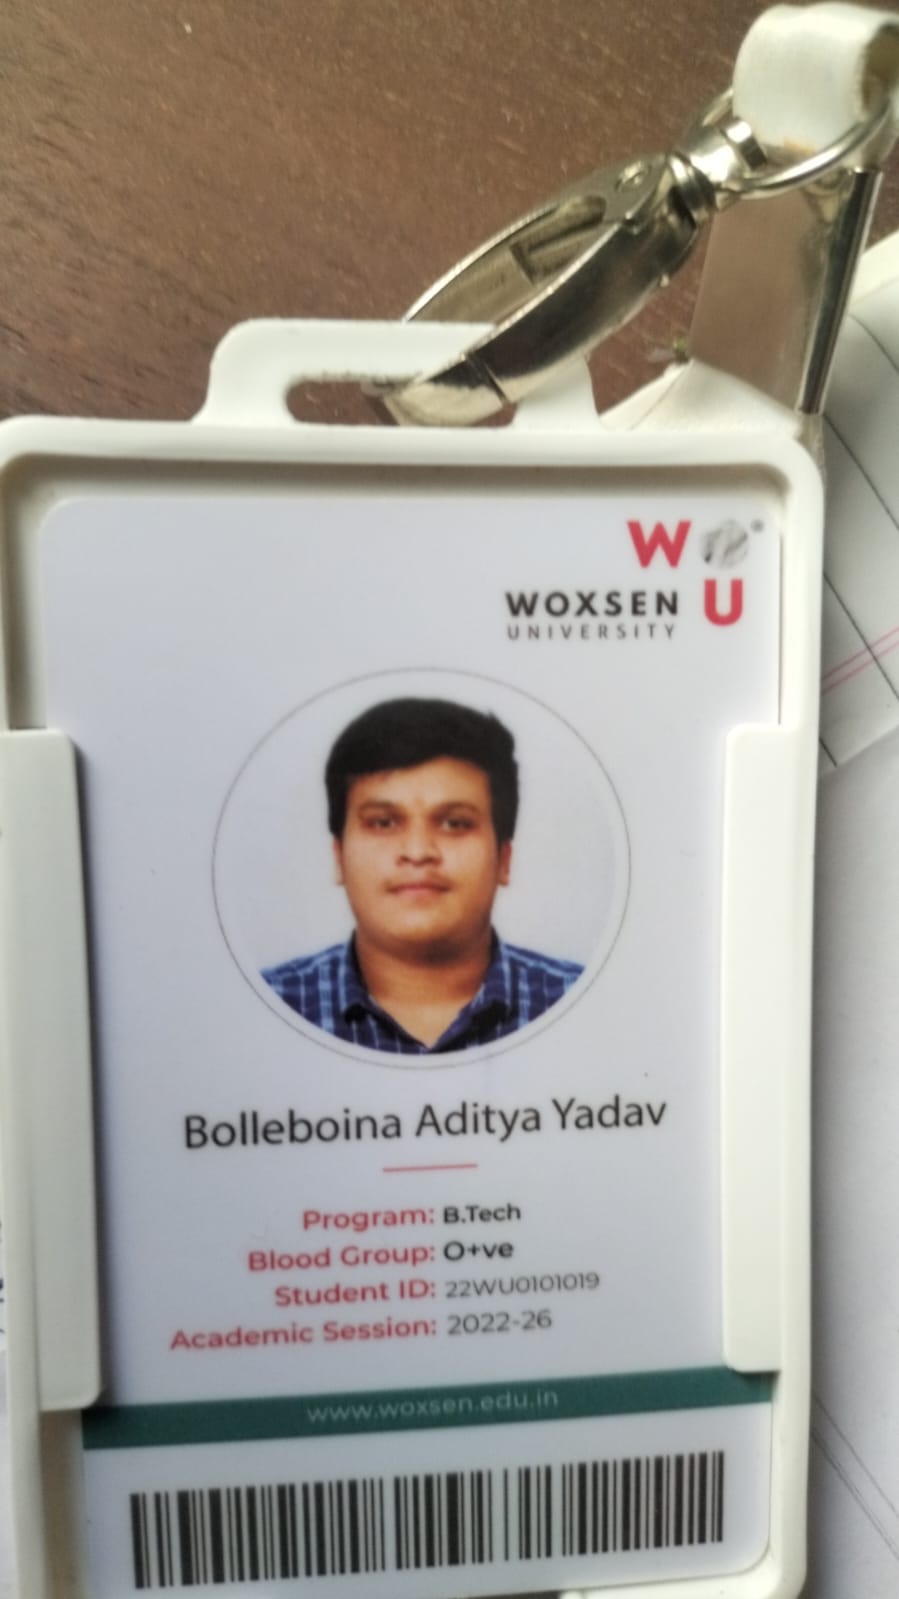 W
WOXSEN U
UNIVERSITY
Bolleboina Aditya Yadav
Program: B.Tech
Blood Group: O+ve
Student ID: 22WU0101019
Academic Session: 2022-26
www.woxsen.edu.in